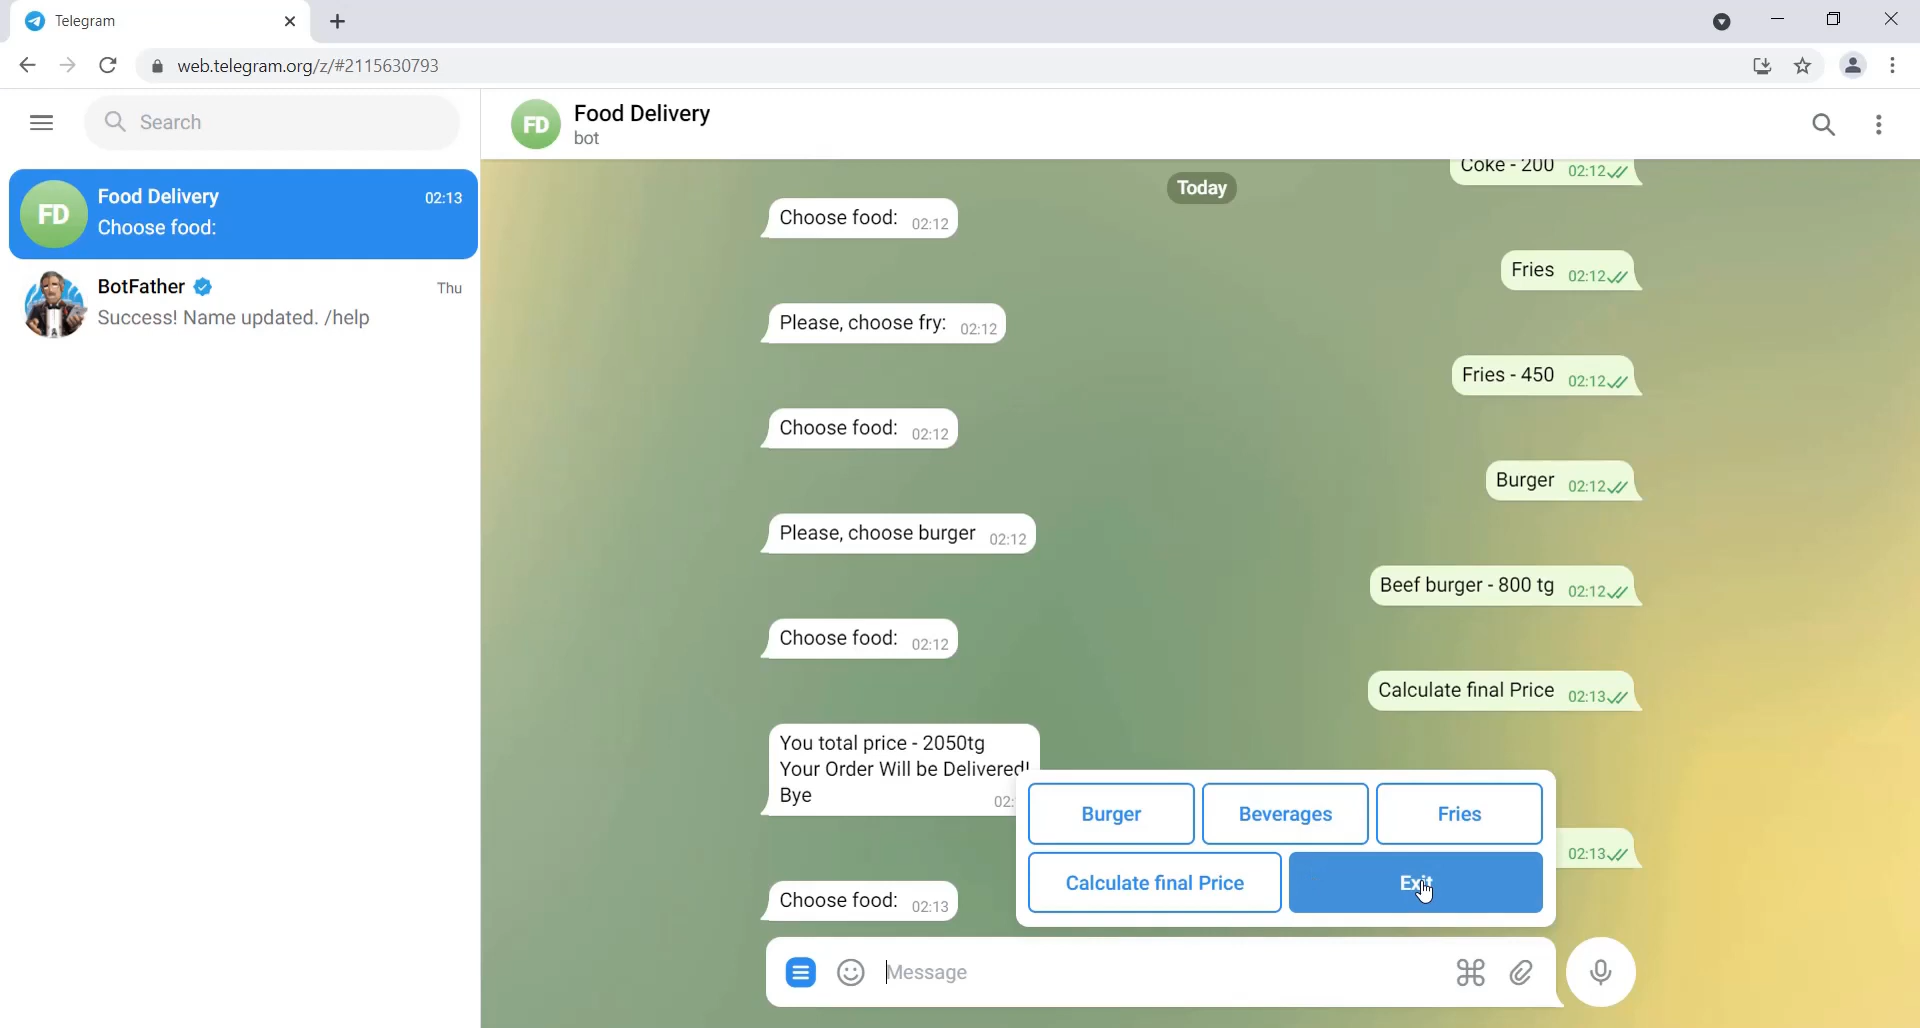 Telegram
web.telegram.org/z/#2115630793
Search
FD
Food Delivery
02:13
Choose food:
BotFather
Thu
Success! Name updated. /help
FD
Food Delivery
bot
Coke - 200 02:12
Today
Choose food: 02:12
Fries 02:12
Please, choose fry: 02:12
Fries - 450 02:12
Choose food: 02:12
Burger 02:12
Please, choose burger 02:12
Beef burger - 800 tg 02:12
Choose food: 02:12
Calculate final Price 02:13
You total price - 2050tg
Your Order Will be Delivered!
Bye 02:
02:13
Choose food: 02:13
Burger
Beverages
Fries
Calculate final Price
Exit
Message